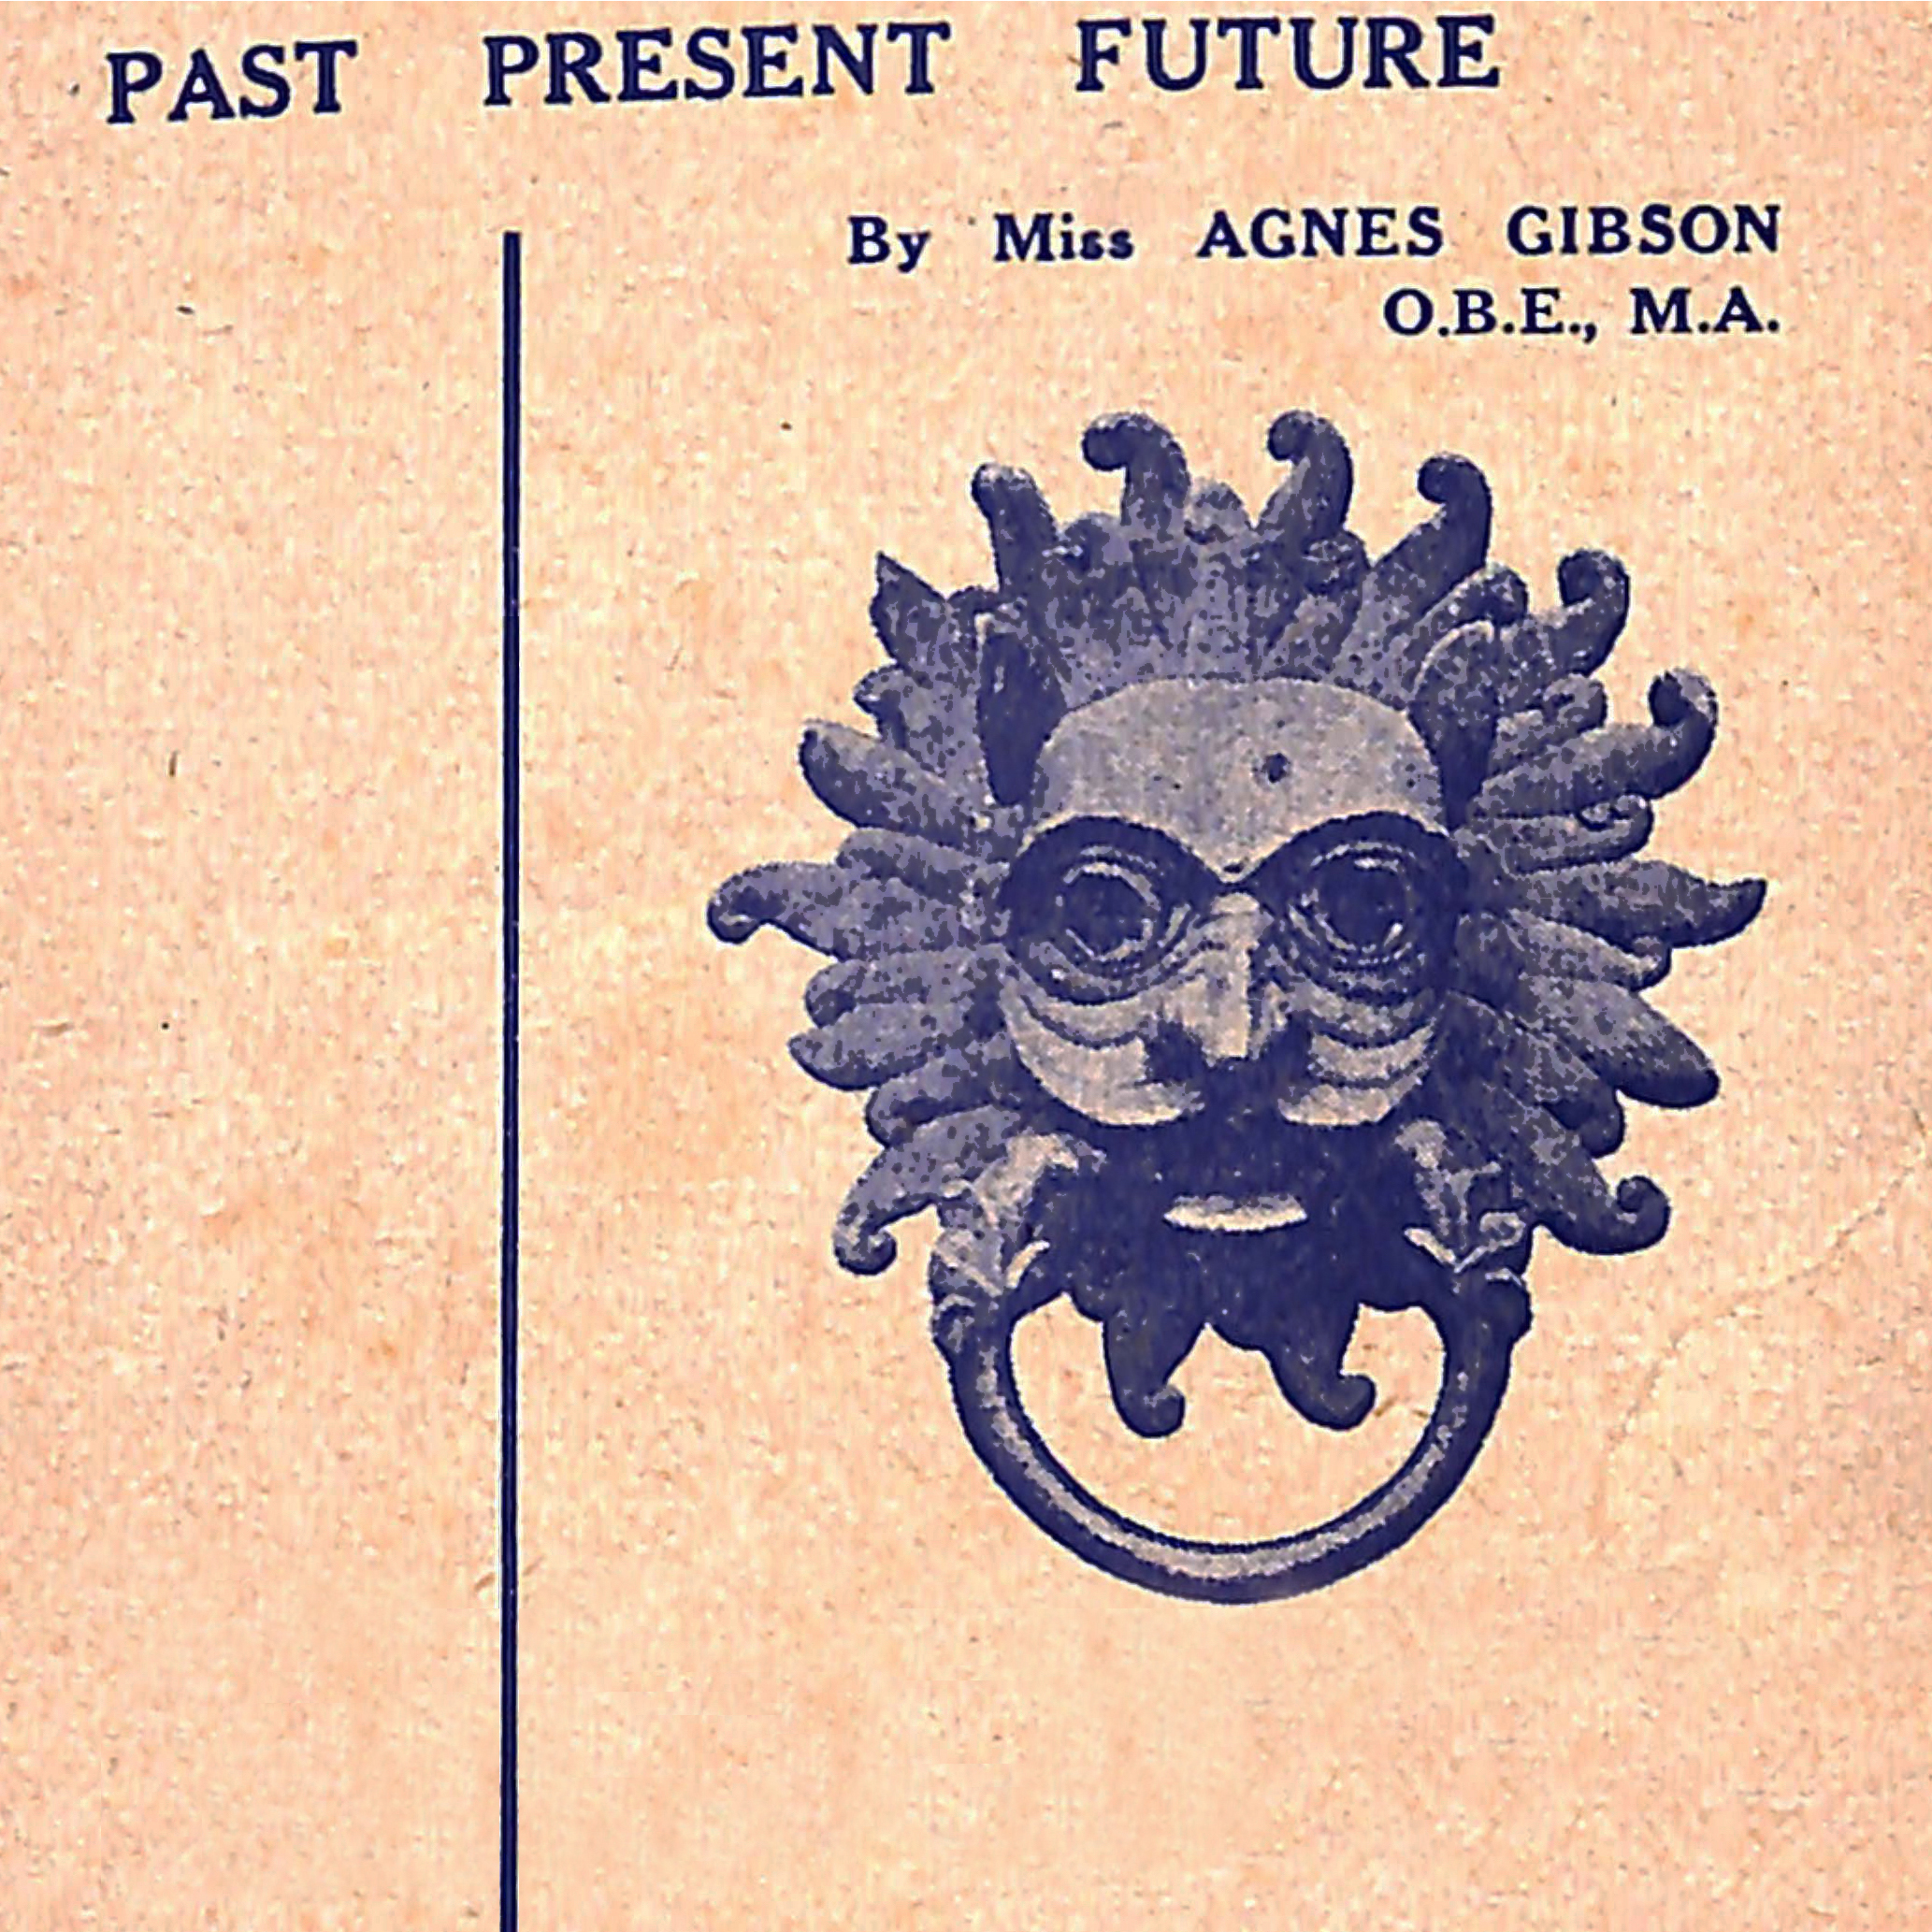 PAST PRESENT FUTURE
By Miss AGNES GIBSON
O.B.E., M.A.